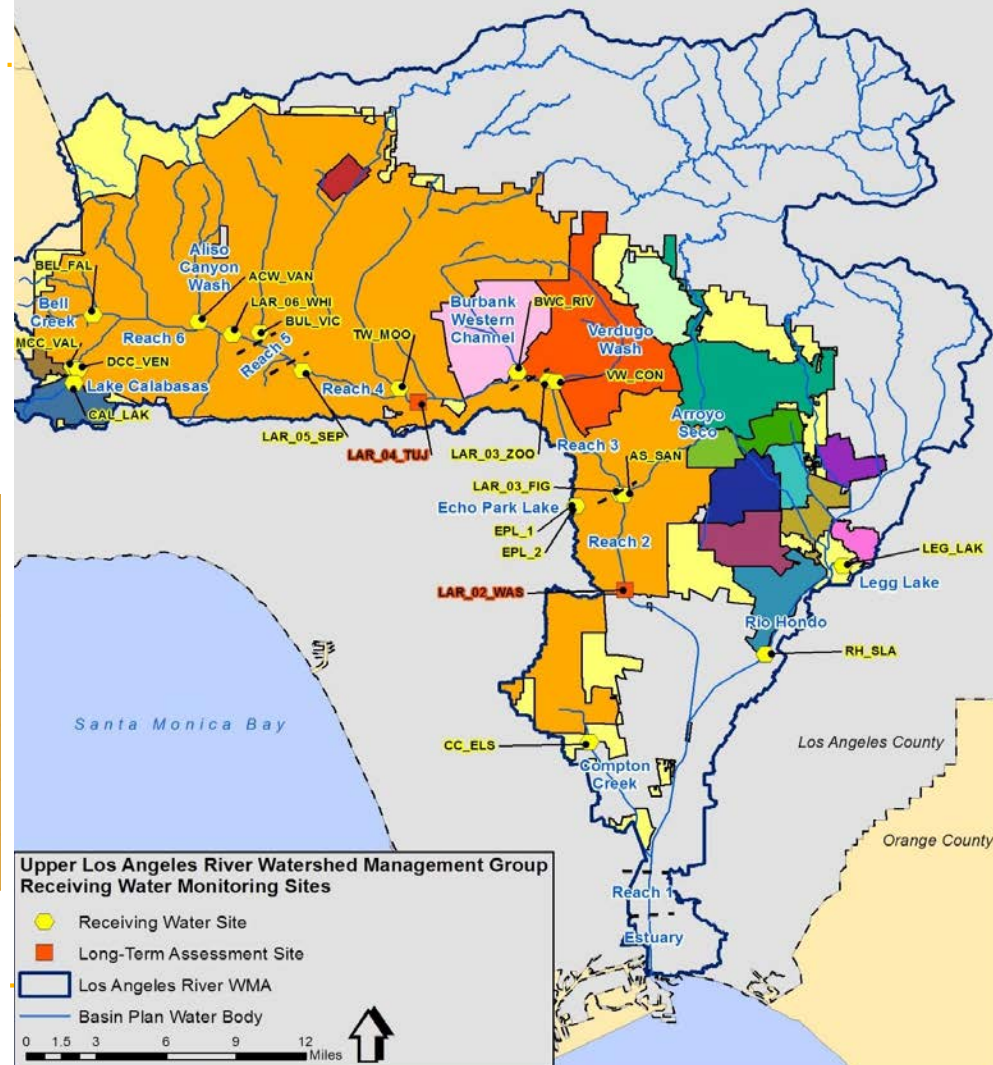 BEL_FAL
Aliso
Canyon
Wash
ACW_VAN
LAR_06_WHI
BUL_VIC
Bell
Creek
Reach 6
Reach 5
TW_MOO
Burbank
Western
Channel
BWC_RIV
Verdugo
Wash
MCC_VAL
DCC_VEN
Lake Calabasas
Reach 4
VW_CON
CAL_LAK
LAR_05_SEP
LAR_04_TUJ
LAR_03_ZOO
Reach 3
Arroyo
Seco
AS_SAN
LAR_03_FIG
Echo Park Lake
EPL_1
EPL_2
Reach 2
LEG_LAK
Legg Lake
LAR_02_WAS
Rio Hondo
RH_SLA
Santa Monica Bay
CC_ELS
Compton
Creek
Los Angeles County
Orange County
Reach 1
Estuary
Upper Los Angeles River Watershed Management Group
Receiving Water Monitoring Sites
Receiving Water Site
Long-Term Assessment Site
Los Angeles River WMA
Basin Plan Water Body
0 1.5 3 6 12
Miles